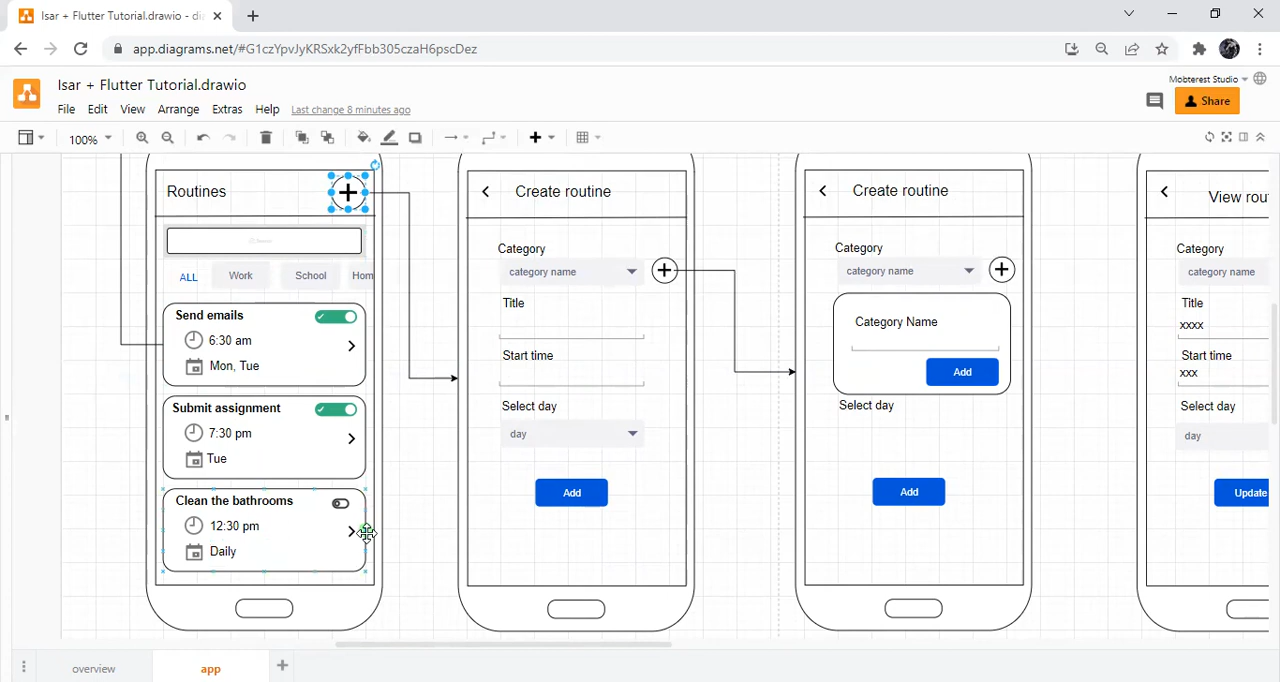 Isar + Flutter Tutorial.drawio - di
app.diagrams.net/#G1czYpvJyKRSxk2yfFbb305czaH6pscDez
Isar + Flutter Tutorial.drawio
Mobterest Studio
File Edit View Arrange Extras Help Last change 8 minutes ago
Share
100%
Routines
ALL Work School Hom
Send emails
6:30 am
Mon, Tue
Submit assignment
7:30 pm
Tue
Clean the bathrooms
12:30 pm
Daily
Create routine
Category
category name
Title
Start time
Select day
day
Add
Create routine
Category
category name
Category Name
Add
Select day
Add
View rou
Category
category name
Title
xxxx
Start time
xxx
Select day
day
Update
overview app